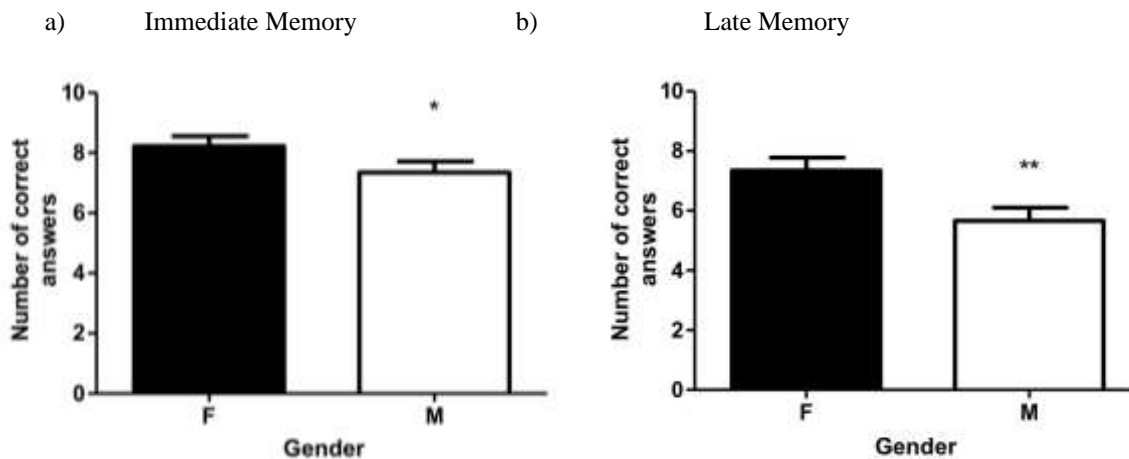 a) Immediate Memory
10
8
6
4
2
0
Number of correct
answers
*
F M
Gender
b) Late Memory
10
8
6
4
2
0
Number of correct
answers
**
F M
Gender